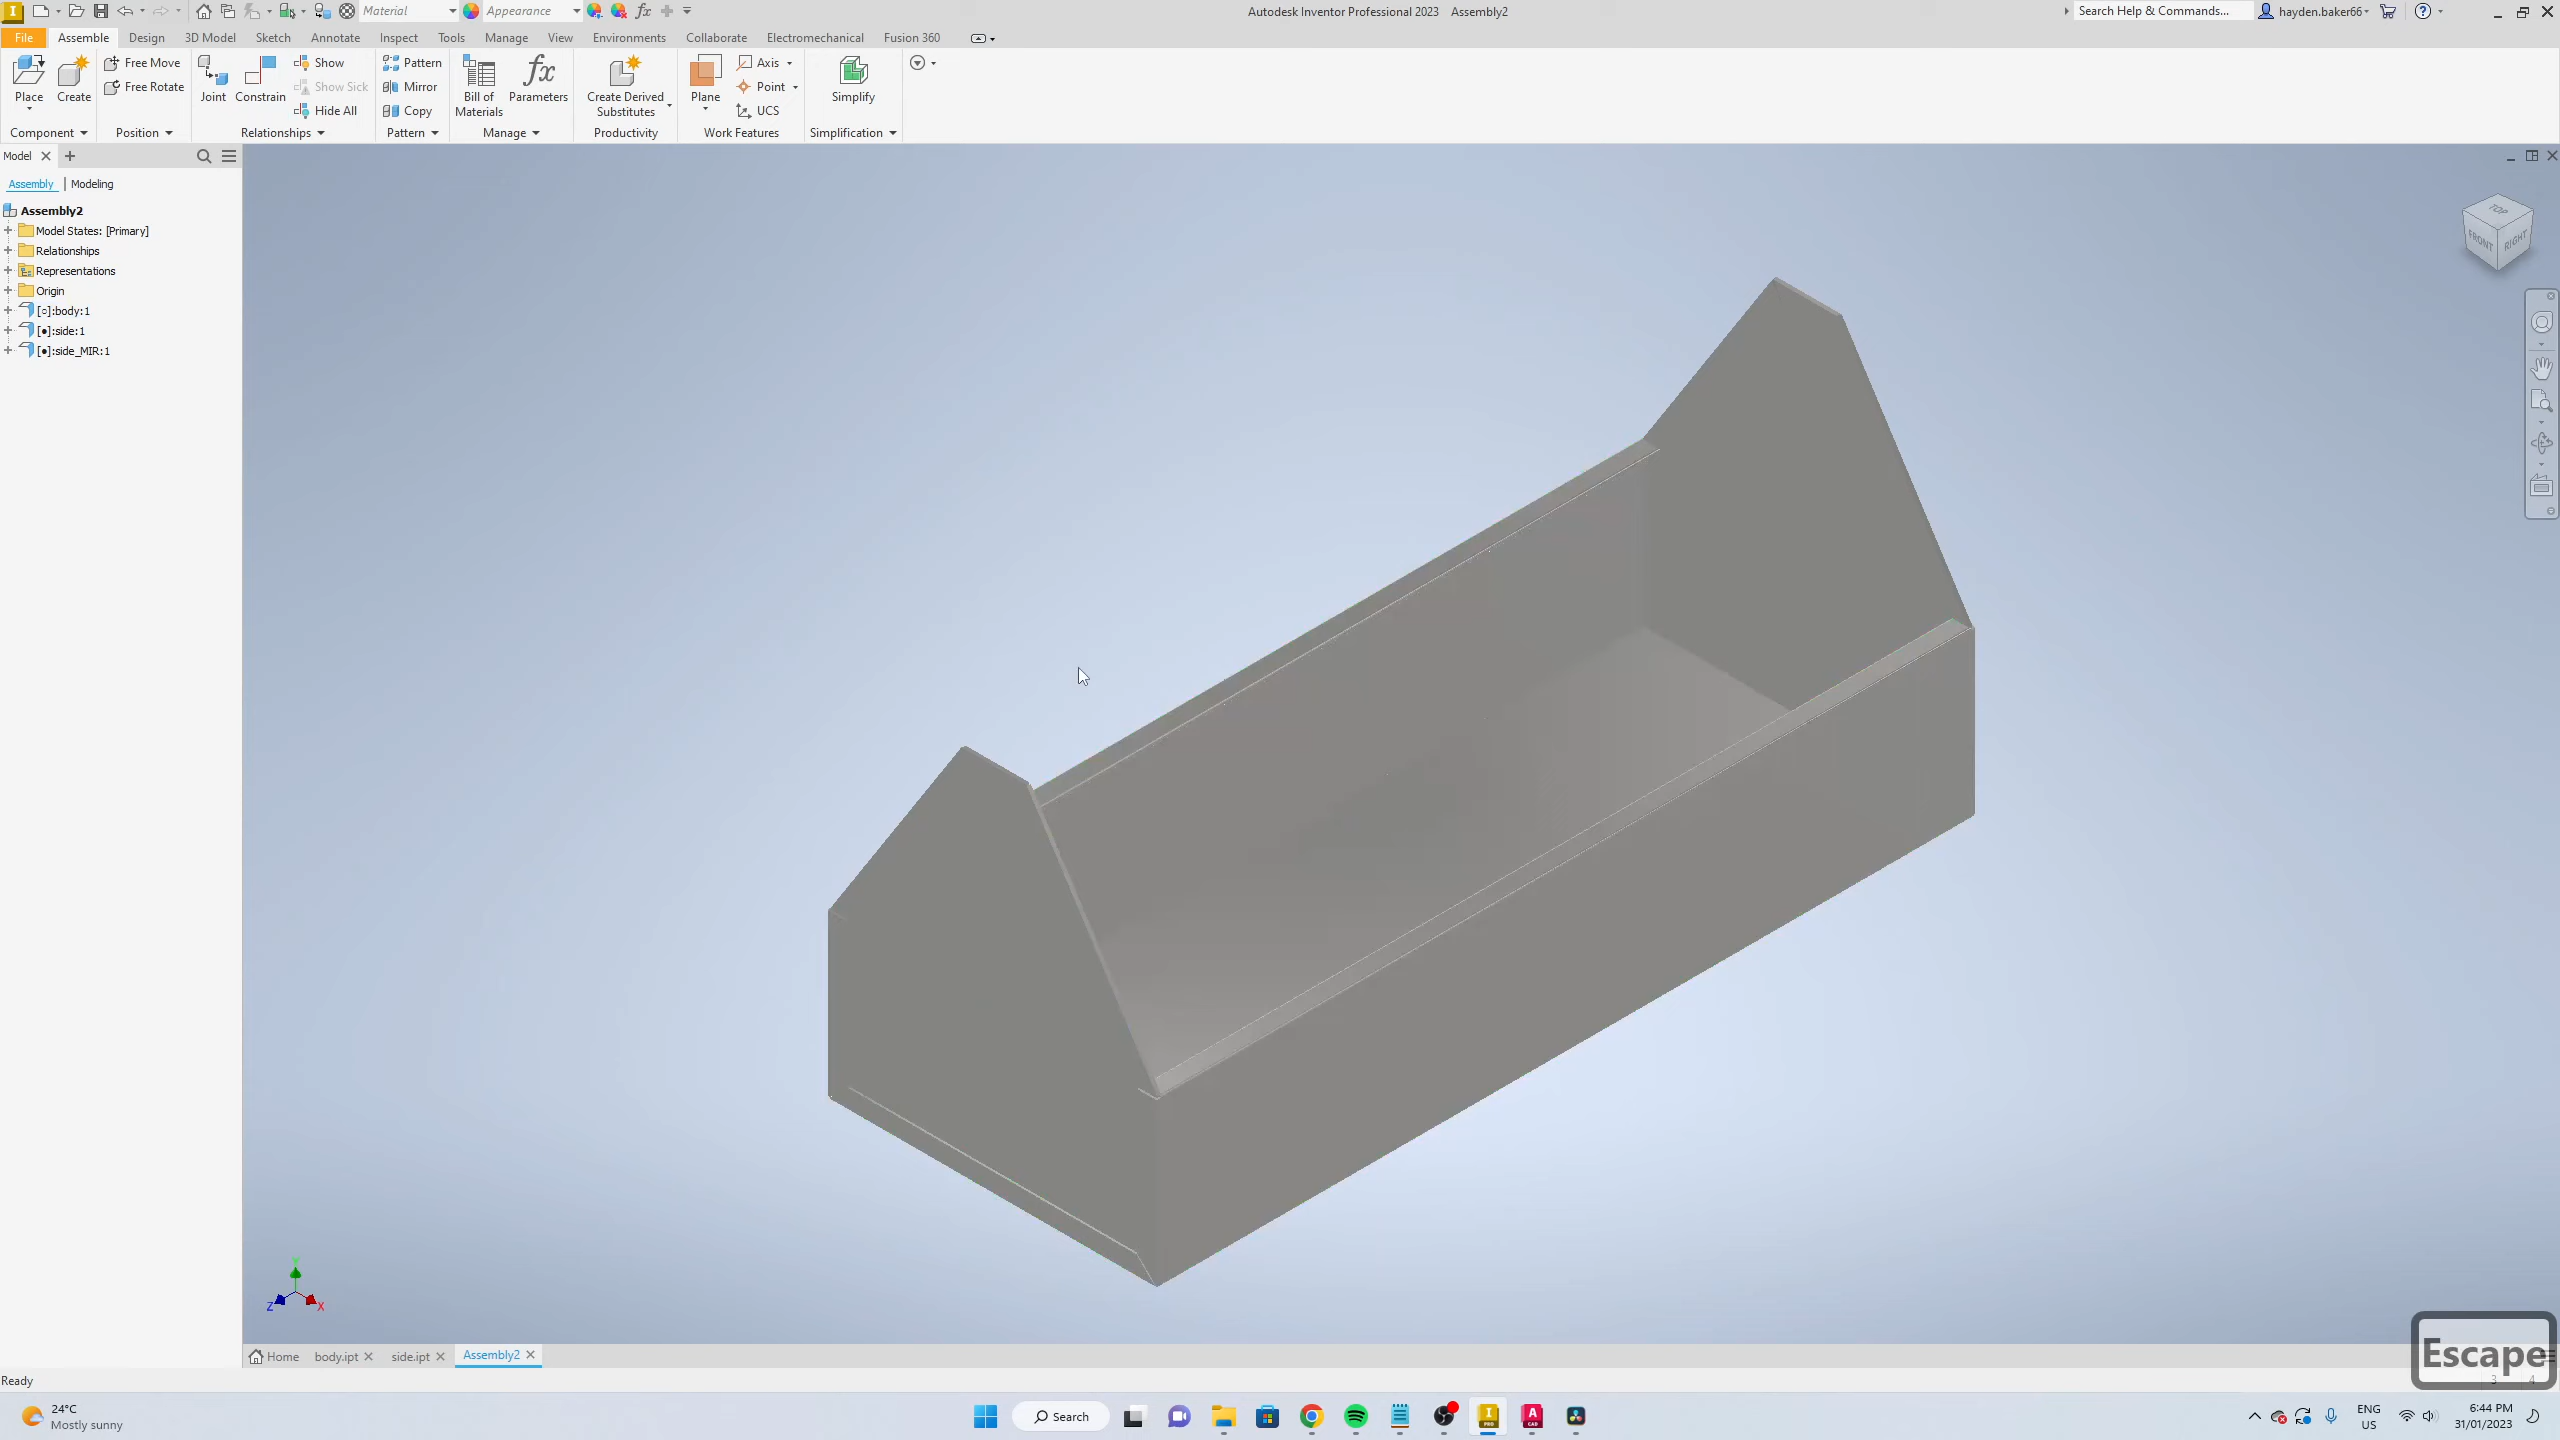 Material
Appearance
Autodesk Inventor Professional 2023 Assembly2
Search Help & Commands...
hayden.baker66
File Assemble Design 3D Model Sketch Annotate Inspect Tools Manage View Environments Collaborate Electromechanical Fusion 360
Place
Create
Free Move
Free Rotate
Joint
Constrain
Show
Show Sick
Hide All
Pattern
Mirror
Copy
Bill of
Materials
Parameters
Create Derived
Substitutes
Plane
Axis
Point
UCS
Simplify
Component Position Relationships Pattern Manage Productivity Work Features Simplification
Model
Assembly | Modeling
Assembly2
Model States: [Primary]
Relationships
Representations
Origin
[○]:body:1
[●]:side:1
[●]:side_MIR:1
TOP
FRONT
RIGHT
Y
Z
X
Home body.ipt side.ipt Assembly2
Escape
Ready
3 4
24°C
Mostly sunny
Search
ENG
US
6:44 PM
31/01/2023